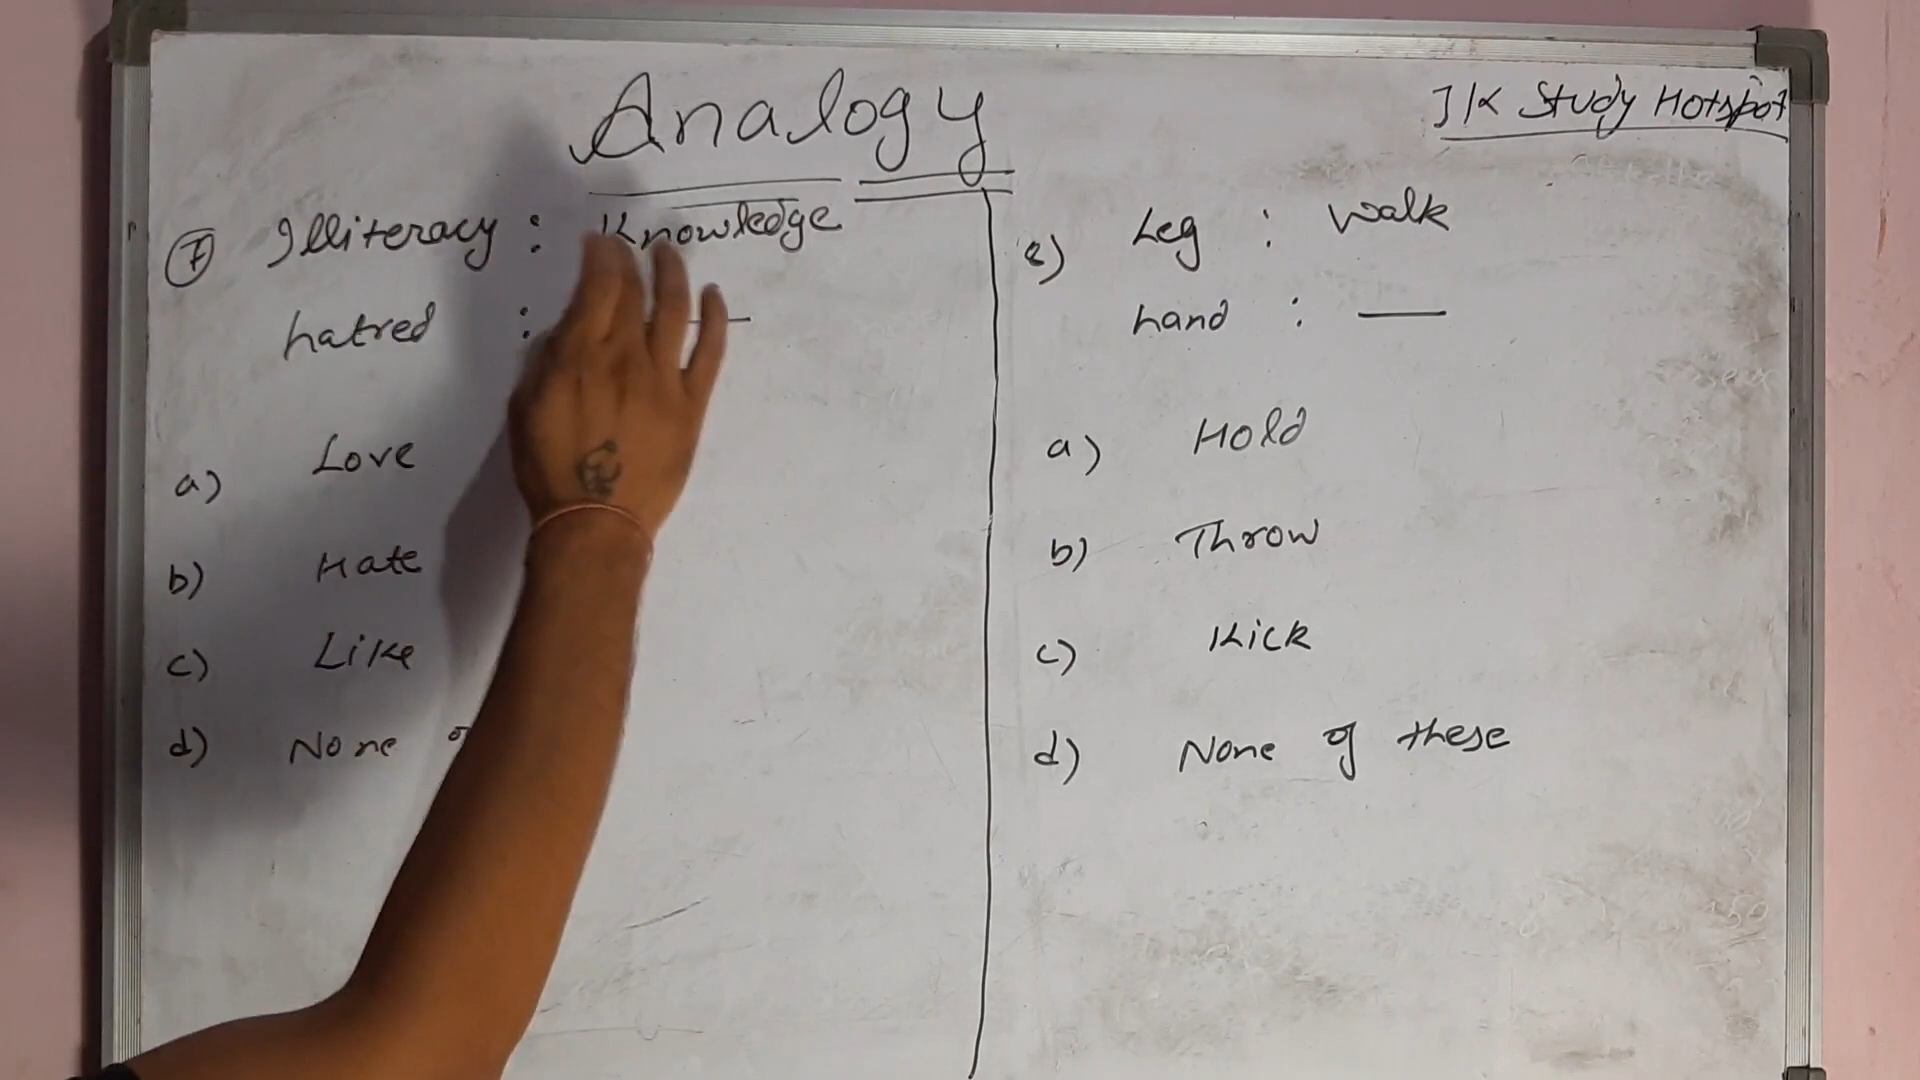 Analogy
JK Study Hotspot
7 Illiteracy : Knowledge
hatred :
a) Love
b) Hate
c) Like
d) None
8) Leg : Walk
hand : —
a) Hold
b) Throw
c) Kick
d) None of these